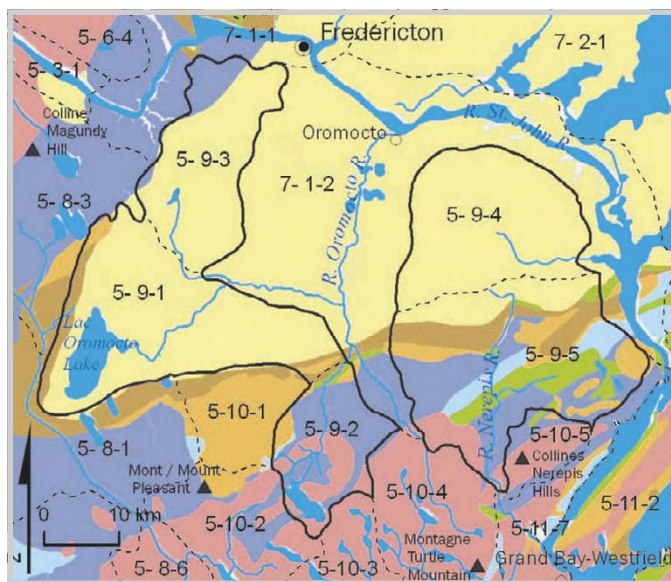 5- 6-4
7- 1-1
Fredericton
7- 2-1
5- 3-1
Colline
Magundy
Hill
Oromocto
R. St. John R.
5- 9-3
7- 1-2
5- 8-3
R. Oromocto R.
5- 9-4
5- 9-1
Lac
Oromocto
Lake
5- 9-5
R. Nerepis R.
5-10-1
5- 9-2
5- 8-1
5-10-5
Collines
Nerepis
Hills
Mont / Mount
Pleasant
5-10-4
0 10 km
5-10-2
5-11-7
5-11-2
5- 8-6
5-10-3
Montagne
Turtle
Mountain
Grand Bay-Westfield